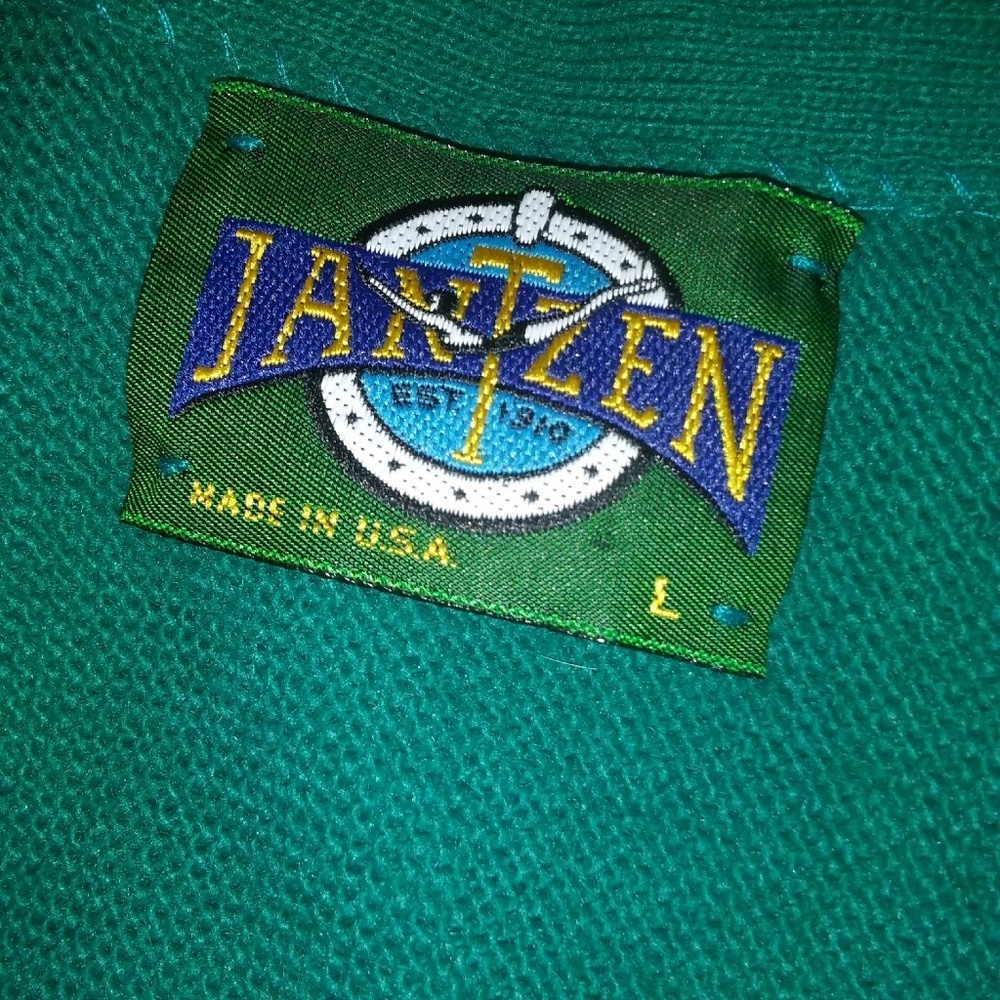 JANTZEN
EST. 1910
MADE IN U.S.A.
L